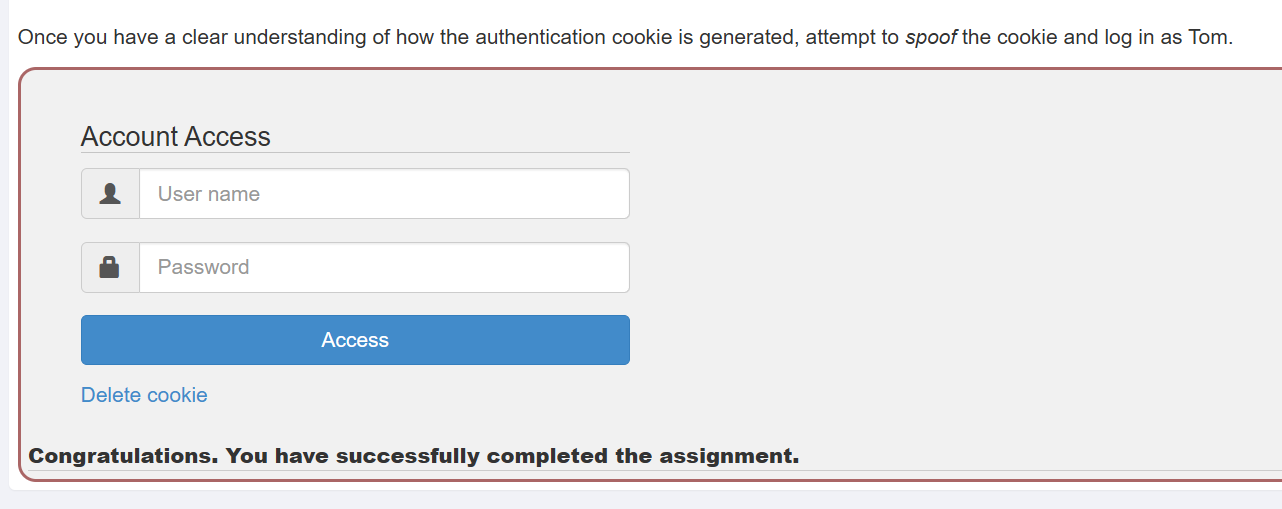 Once you have a clear understanding of how the authentication cookie is generated, attempt to spoof the cookie and log in as Tom.
Account Access
User name
Password
Access
Delete cookie
Congratulations. You have successfully completed the assignment.